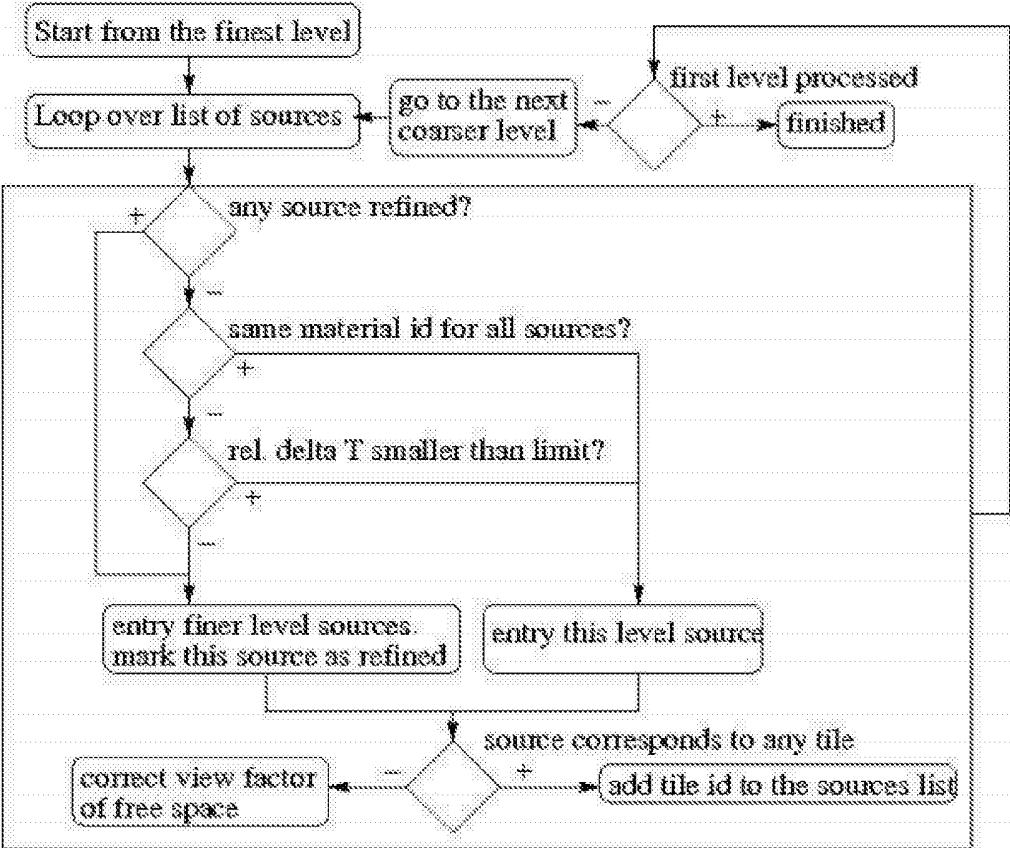 Start from the finest level
first level processed
Loop over list of sources
go to the next
coarser level
−
+
finished
+
any source refined?
−
same material id for all sources?
+
−
rel. delta T smaller than limit?
+
−
entry finer level sources.
mark this source as refined
entry this level source
source corresponds to any tile
−
+
correct view factor
of free space
add tile id to the sources list